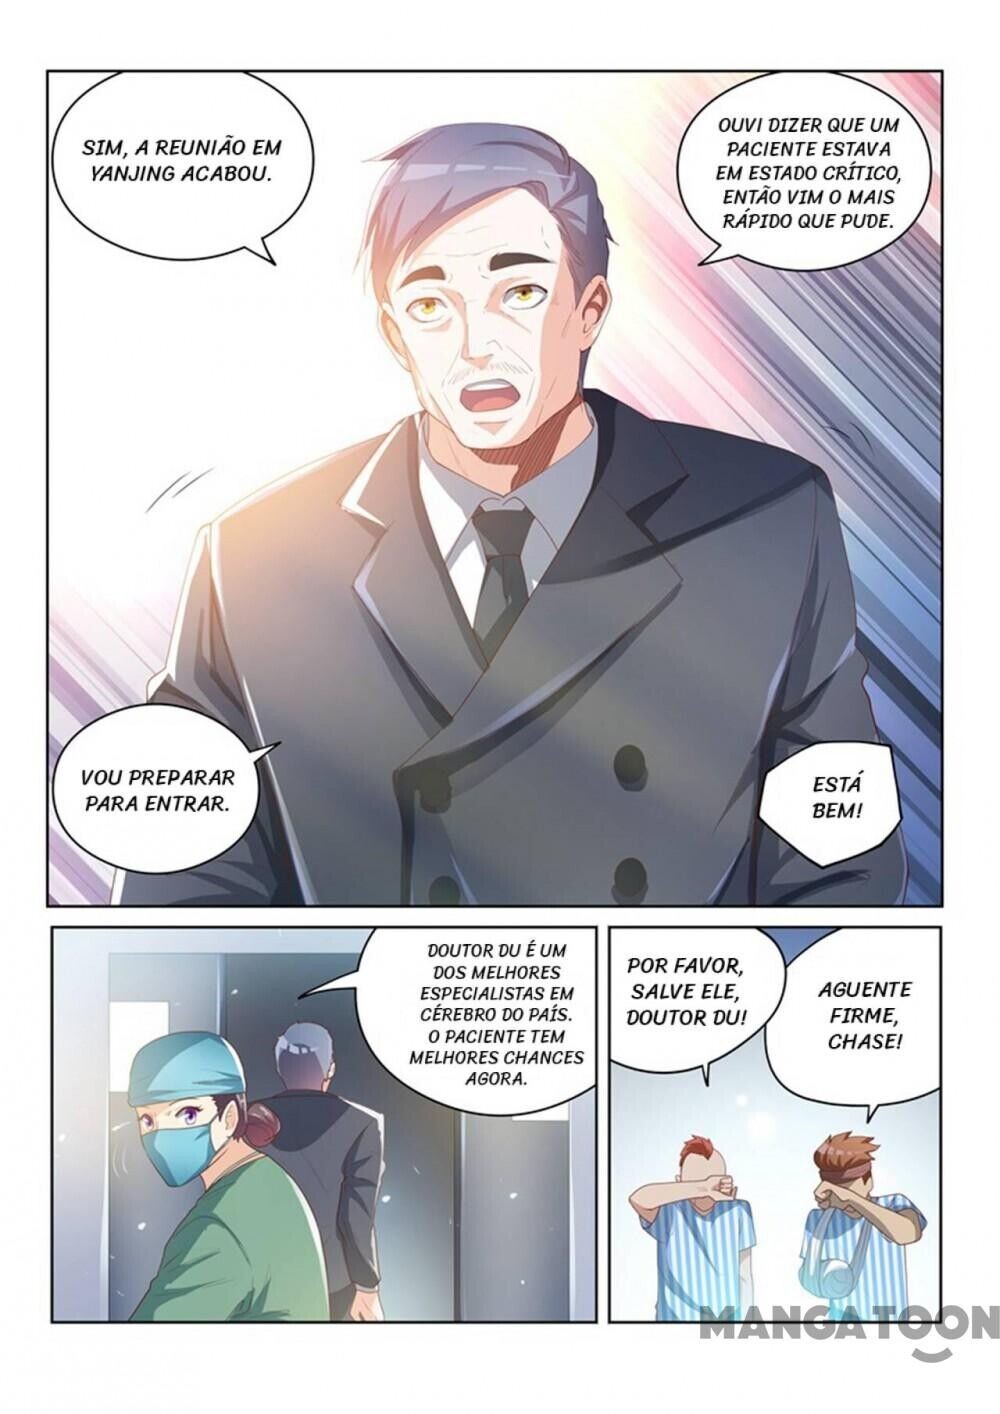 SIM, A REUNIÃO EM
YANJING ACABOU.
OUVI DIZER QUE UM
PACIENTE ESTAVA
EM ESTADO CRÍTICO,
ENTÃO VIM O MAIS
RÁPIDO QUE PUDE.
VOU PREPARAR
PARA ENTRAR.
ESTÁ
BEM!
DOUTOR DU É UM
DOS MELHORES
ESPECIALISTAS EM
CÉREBRO DO PAÍS.
O PACIENTE TEM
MELHORES CHANCES
AGORA.
POR FAVOR,
SALVE ELE,
DOUTOR DU!
AGUENTE
FIRME,
CHASE!
MANGATOON